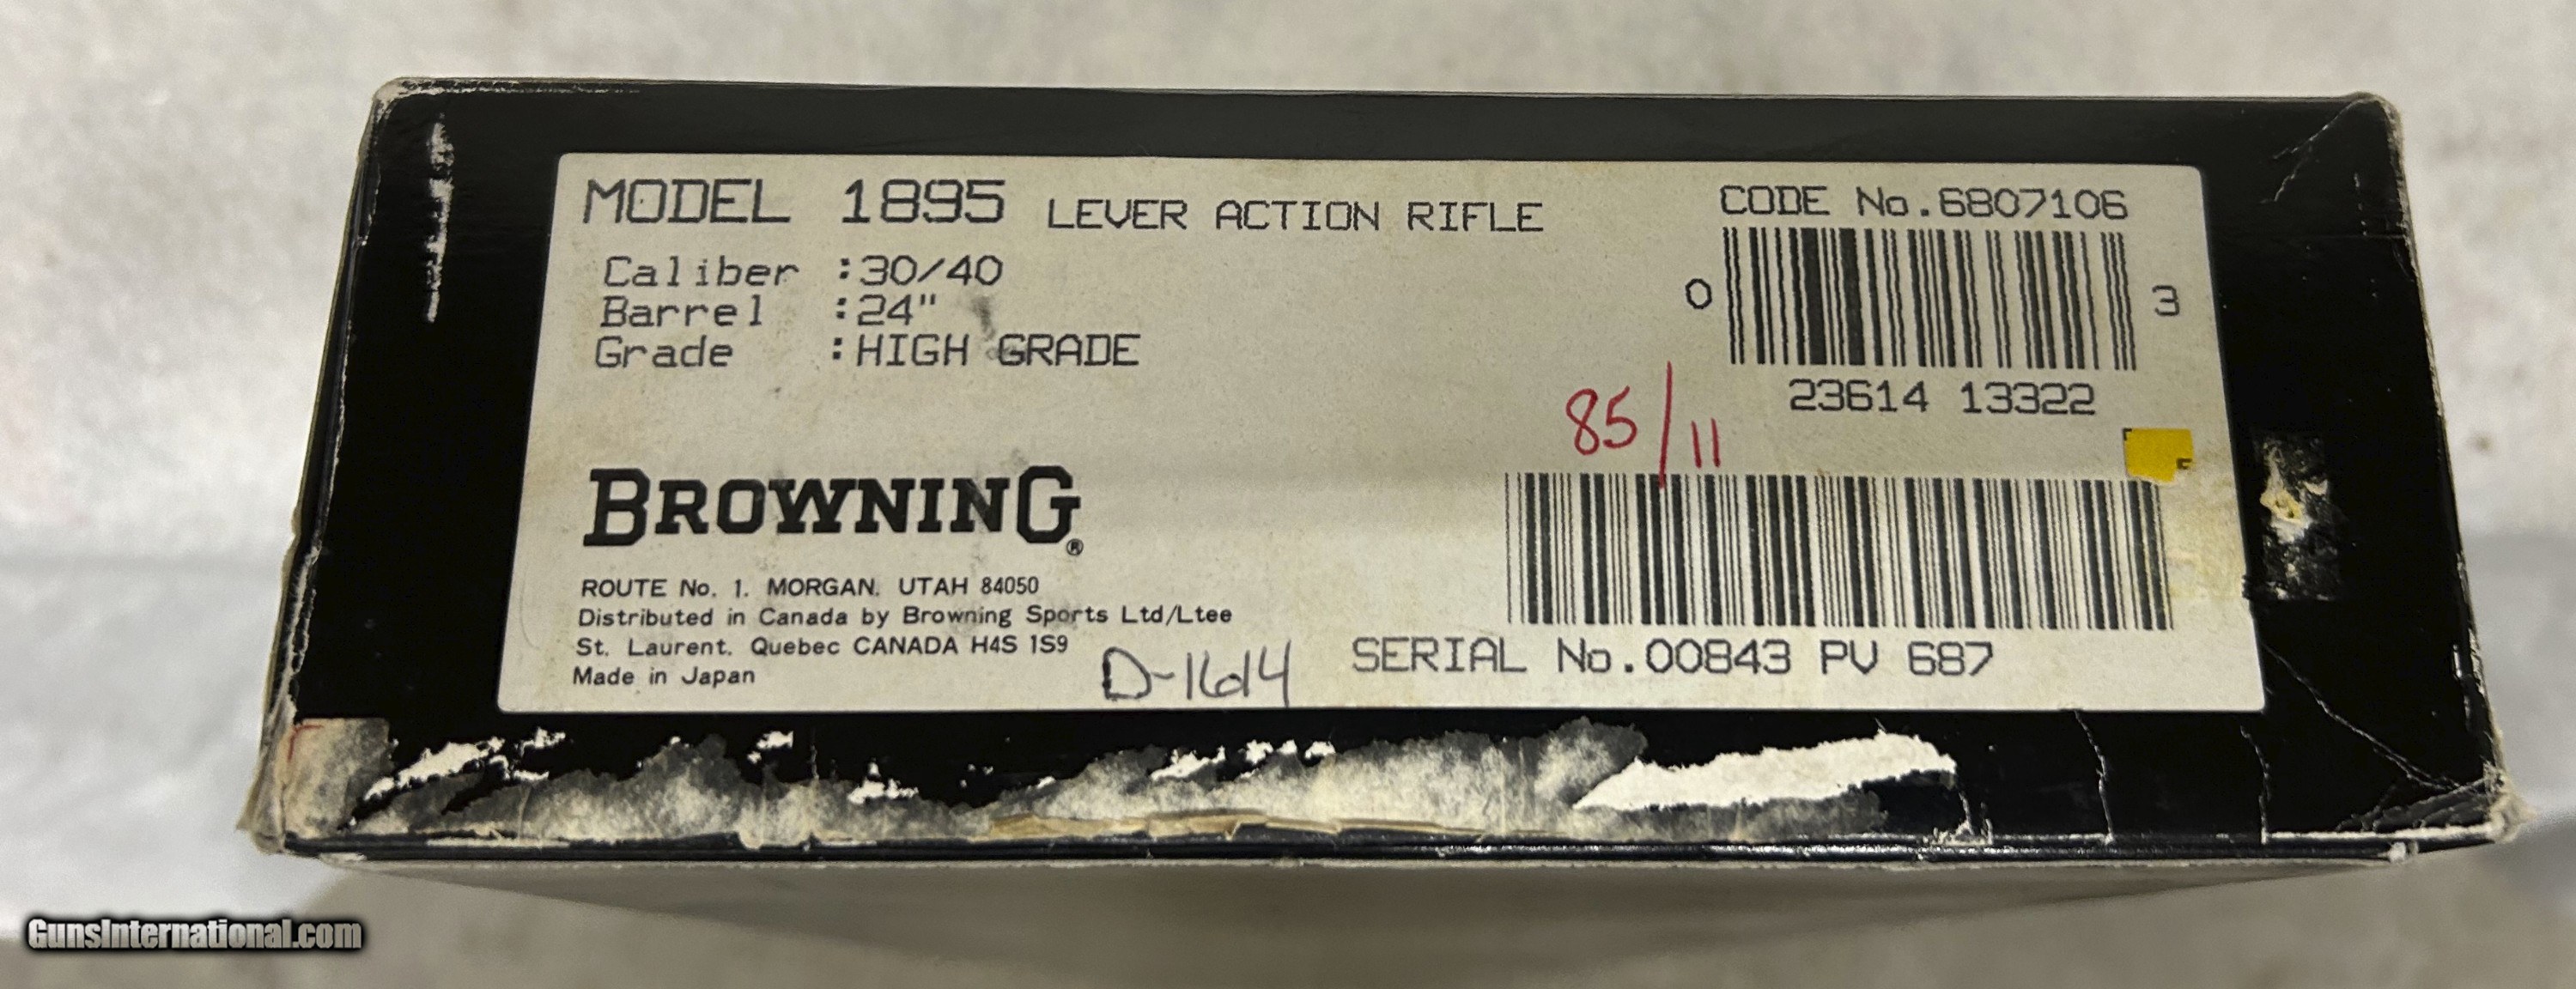 MODEL 1895 LEVER ACTION RIFLE
Caliber :30/40
Barrel :24"
Grade :HIGH GRADE
CODE No.6807106
0 3
23614 13322
85/11
BROWNING®
ROUTE No. 1. MORGAN. UTAH 84050
Distributed in Canada by Browning Sports Ltd/Ltee
St. Laurent. Quebec CANADA H4S 1S9
Made in Japan
D-1614
SERIAL No.00843 PV 687
GunsInternational.com